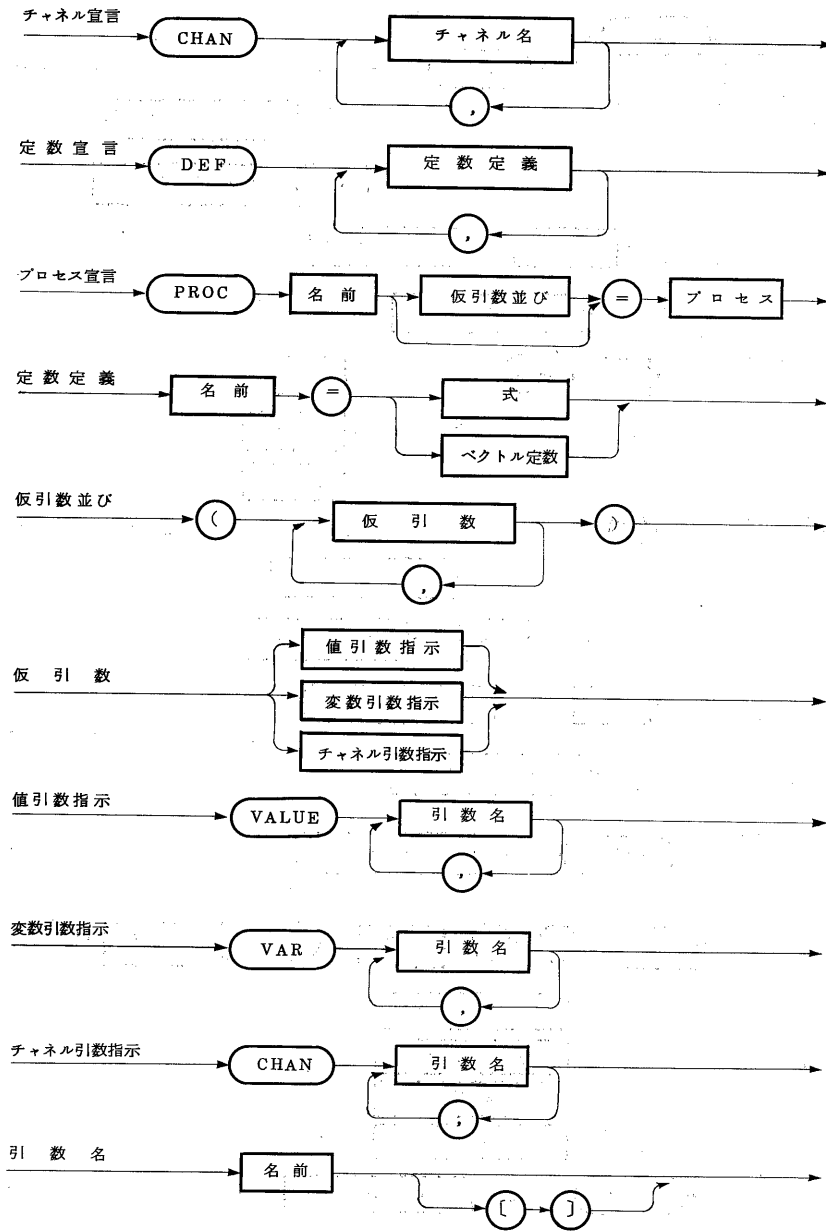 チャネル宣言
CHAN チャネル名
,
定数宣言
DEF 定数定義
,
プロセス宣言
PROC 名前 仮引数並び = プロセス
定数定義
名前 = 式
ベクトル定数
仮引数並び
( 仮引数 )
,
値引数指示
仮引数
変数引数指示
チャネル引数指示
値引数指示
VALUE 引数名
,
変数引数指示
VAR 引数名
,
チャネル引数指示
CHAN 引数名
,
引数名
名前
[ ]